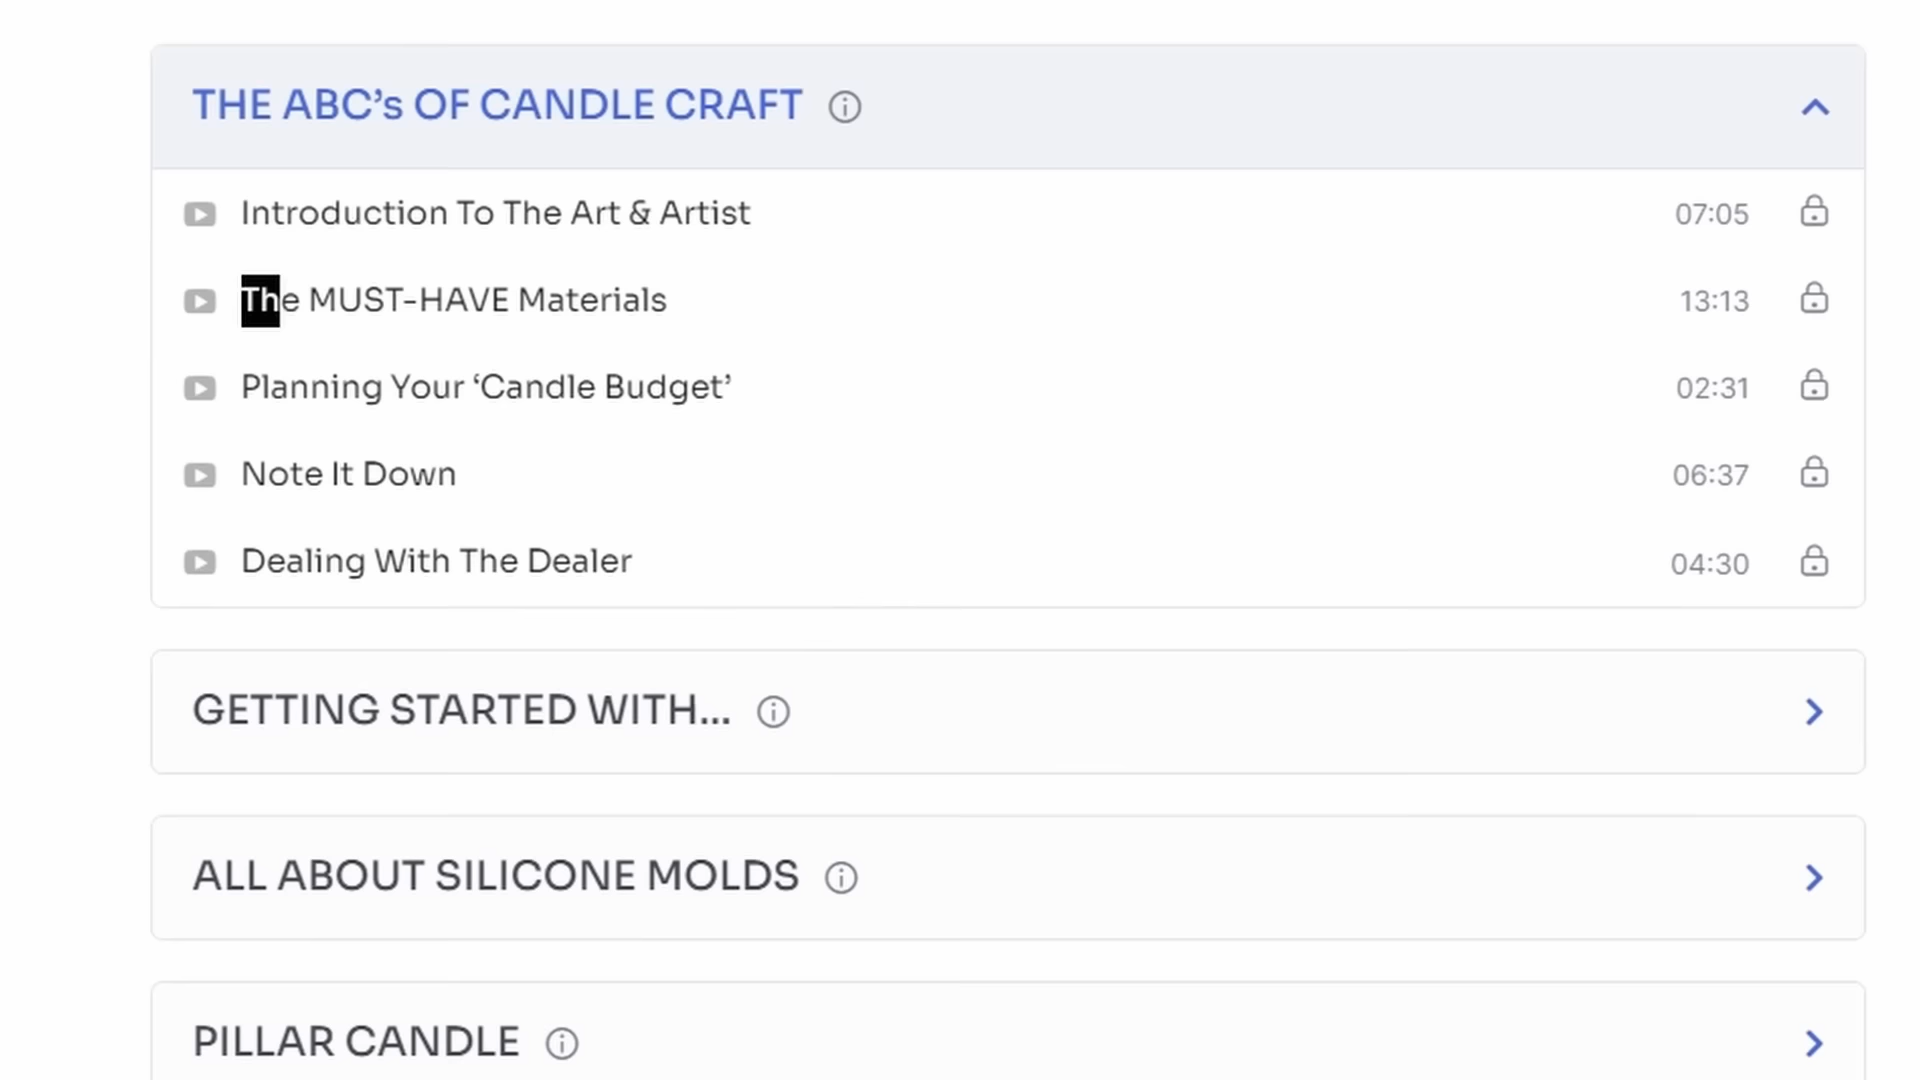 THE ABC’s OF CANDLE CRAFT
Introduction To The Art & Artist 07:05
The MUST-HAVE Materials 13:13
Planning Your ‘Candle Budget’ 02:31
Note It Down 06:37
Dealing With The Dealer 04:30
GETTING STARTED WITH...
ALL ABOUT SILICONE MOLDS
PILLAR CANDLE